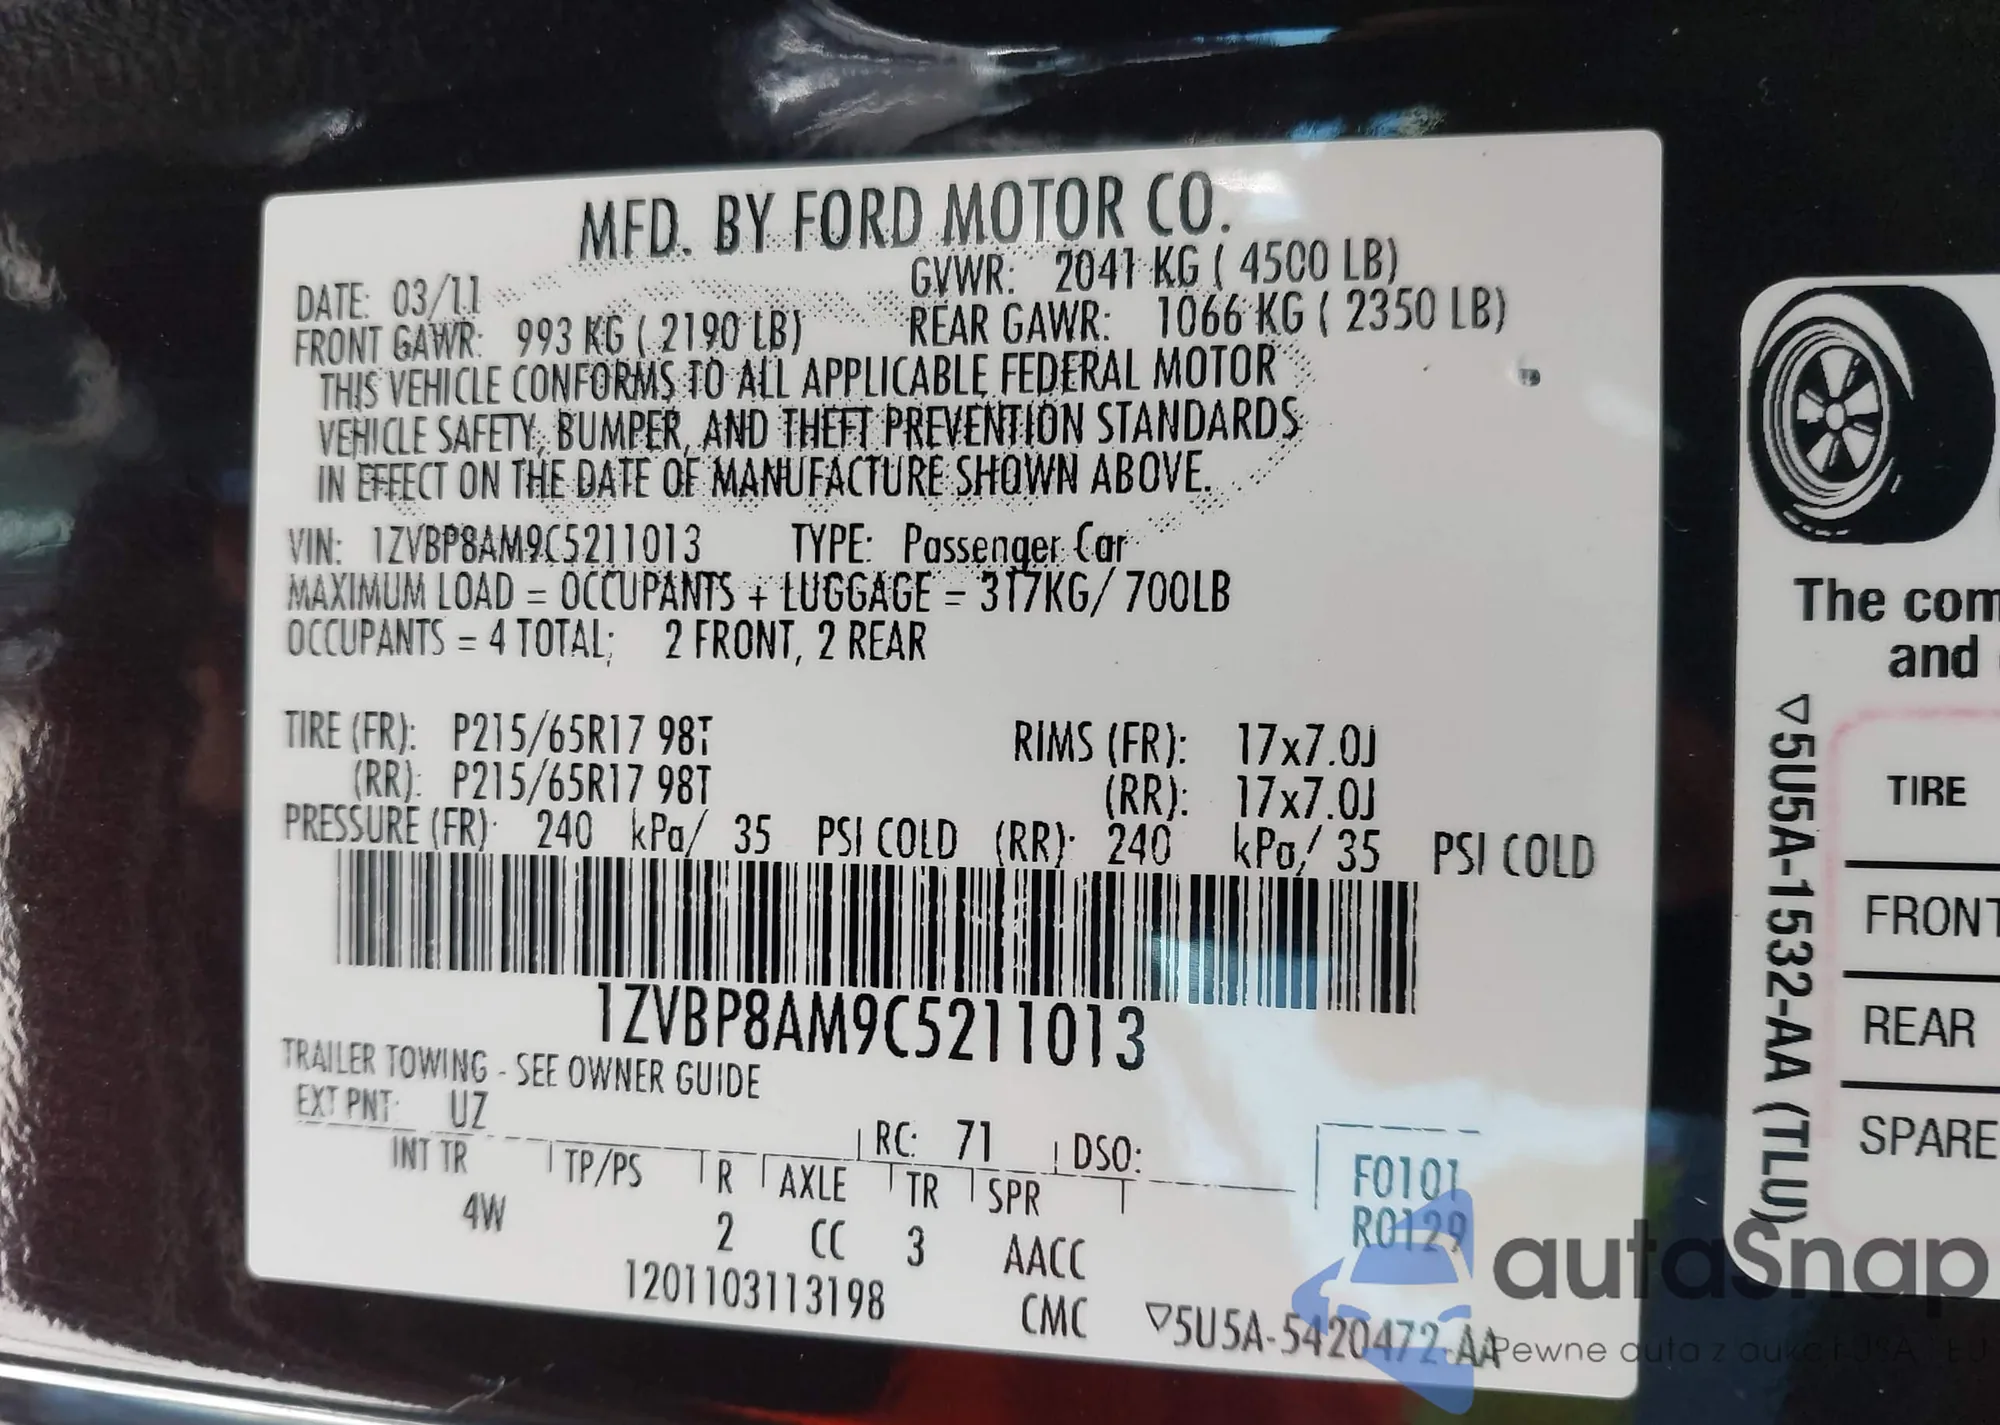 MFD. BY FORD MOTOR CO.
DATE: 03/11 GVWR: 2041 KG ( 4500 LB)
FRONT GAWR: 993 KG ( 2190 LB) REAR GAWR: 1066 KG ( 2350 LB)
THIS VEHICLE CONFORMS TO ALL APPLICABLE FEDERAL MOTOR
VEHICLE SAFETY, BUMPER, AND THEFT PREVENTION STANDARDS
IN EFFECT ON THE DATE OF MANUFACTURE SHOWN ABOVE.
VIN: 1ZVBP8AM9C5211013 TYPE: Passenger Car
MAXIMUM LOAD = OCCUPANTS + LUGGAGE = 317KG/ 700LB
OCCUPANTS = 4 TOTAL; 2 FRONT, 2 REAR
TIRE (FR): P215/65R17 98T RIMS (FR): 17x7.0J
(RR): P215/65R17 98T (RR): 17x7.0J
PRESSURE (FR): 240 kPa/ 35 PSI COLD (RR): 240 kPa/ 35 PSI COLD
1ZVBP8AM9C5211013
TRAILER TOWING - SEE OWNER GUIDE
EXT PNT: UZ RC: 71 DSO: F0101
INT TR TP/PS R AXLE TR SPR R0129
4W 2 CC 3 AACC
1201103113198 CMC ▽5U5A-5420472-AA
The com
and
▽5U5A-1532-AA (TLU)
TIRE
FRONT
REAR
SPARE
autaSnap
Pewne auta z aukcji USA